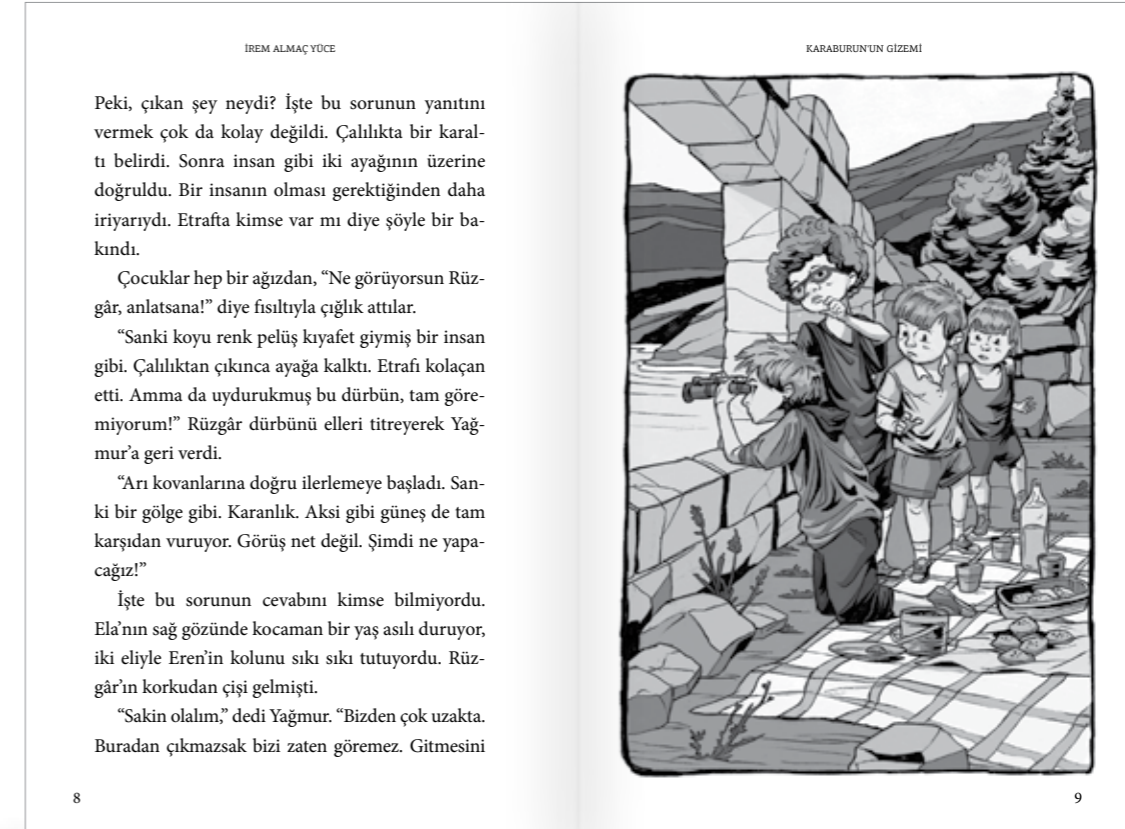 İREM ALMAÇ YÜCE
Peki, çıkan şey neydi? İşte bu sorunun yanıtını
vermek çok da kolay değildi. Çalılıkta bir karal-
tı belirdi. Sonra insan gibi iki ayağının üzerine
doğruldu. Bir insanın olması gerektiğinden daha
iriyarıydı. Etrafta kimse var mı diye şöyle bir ba-
kındı.
Çocuklar hep bir ağızdan, “Ne görüyorsun Rüz-
gâr, anlatsana!” diye fısıltıyla çığlık attılar.
“Sanki koyu renk pelüş kıyafet giymiş bir insan
gibi. Çalılıktan çıkınca ayağa kalktı. Etrafı kolaçan
etti. Amma da uydurukmuş bu dürbün, tam göre-
miyorum!” Rüzgâr dürbünü elleri titreyerek Yağ-
mur’a geri verdi.
“Arı kovanlarına doğru ilerlemeye başladı. San-
ki bir gölge gibi. Karanlık. Aksi gibi güneş de tam
karşıdan vuruyor. Görüş net değil. Şimdi ne yapa-
cağız!”
İşte bu sorunun cevabını kimse bilmiyordu.
Ela’nın sağ gözünde kocaman bir yaş asılı duruyor,
iki eliyle Eren’in kolunu sıkı sıkı tutuyordu. Rüz-
gâr’ın korkudan çişi gelmişti.
“Sakin olalım,” dedi Yağmur. “Bizden çok uzakta.
Buradan çıkmazsak bizi zaten göremez. Gitmesini
8
KARABURUN'UN GİZEMİ
9